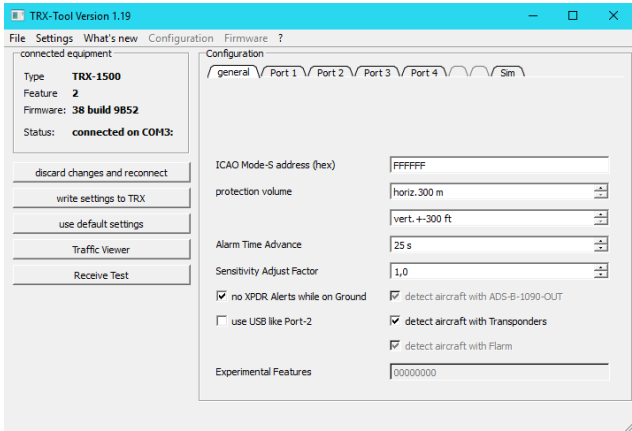 TRX-Tool Version 1.19
File Settings What's new Configuration Firmware ?
connected equipment
Type TRX-1500
Feature 2
Firmware: 38 build 9B52
Status: connected on COM3:
discard changes and reconnect
write settings to TRX
use default settings
Traffic Viewer
Receive Test
Configuration
general Port 1 Port 2 Port 3 Port 4 Sim
ICAO Mode-S address (hex) FFFFFF
protection volume horiz.300 m
vert.+-300 ft
Alarm Time Advance 25 s
Sensitivity Adjust Factor 1,0
no XPDR Alerts while on Ground detect aircraft with ADS-B-1090-OUT
use USB like Port-2 detect aircraft with Transponders
detect aircraft with Flarm
Experimental Features 00000000